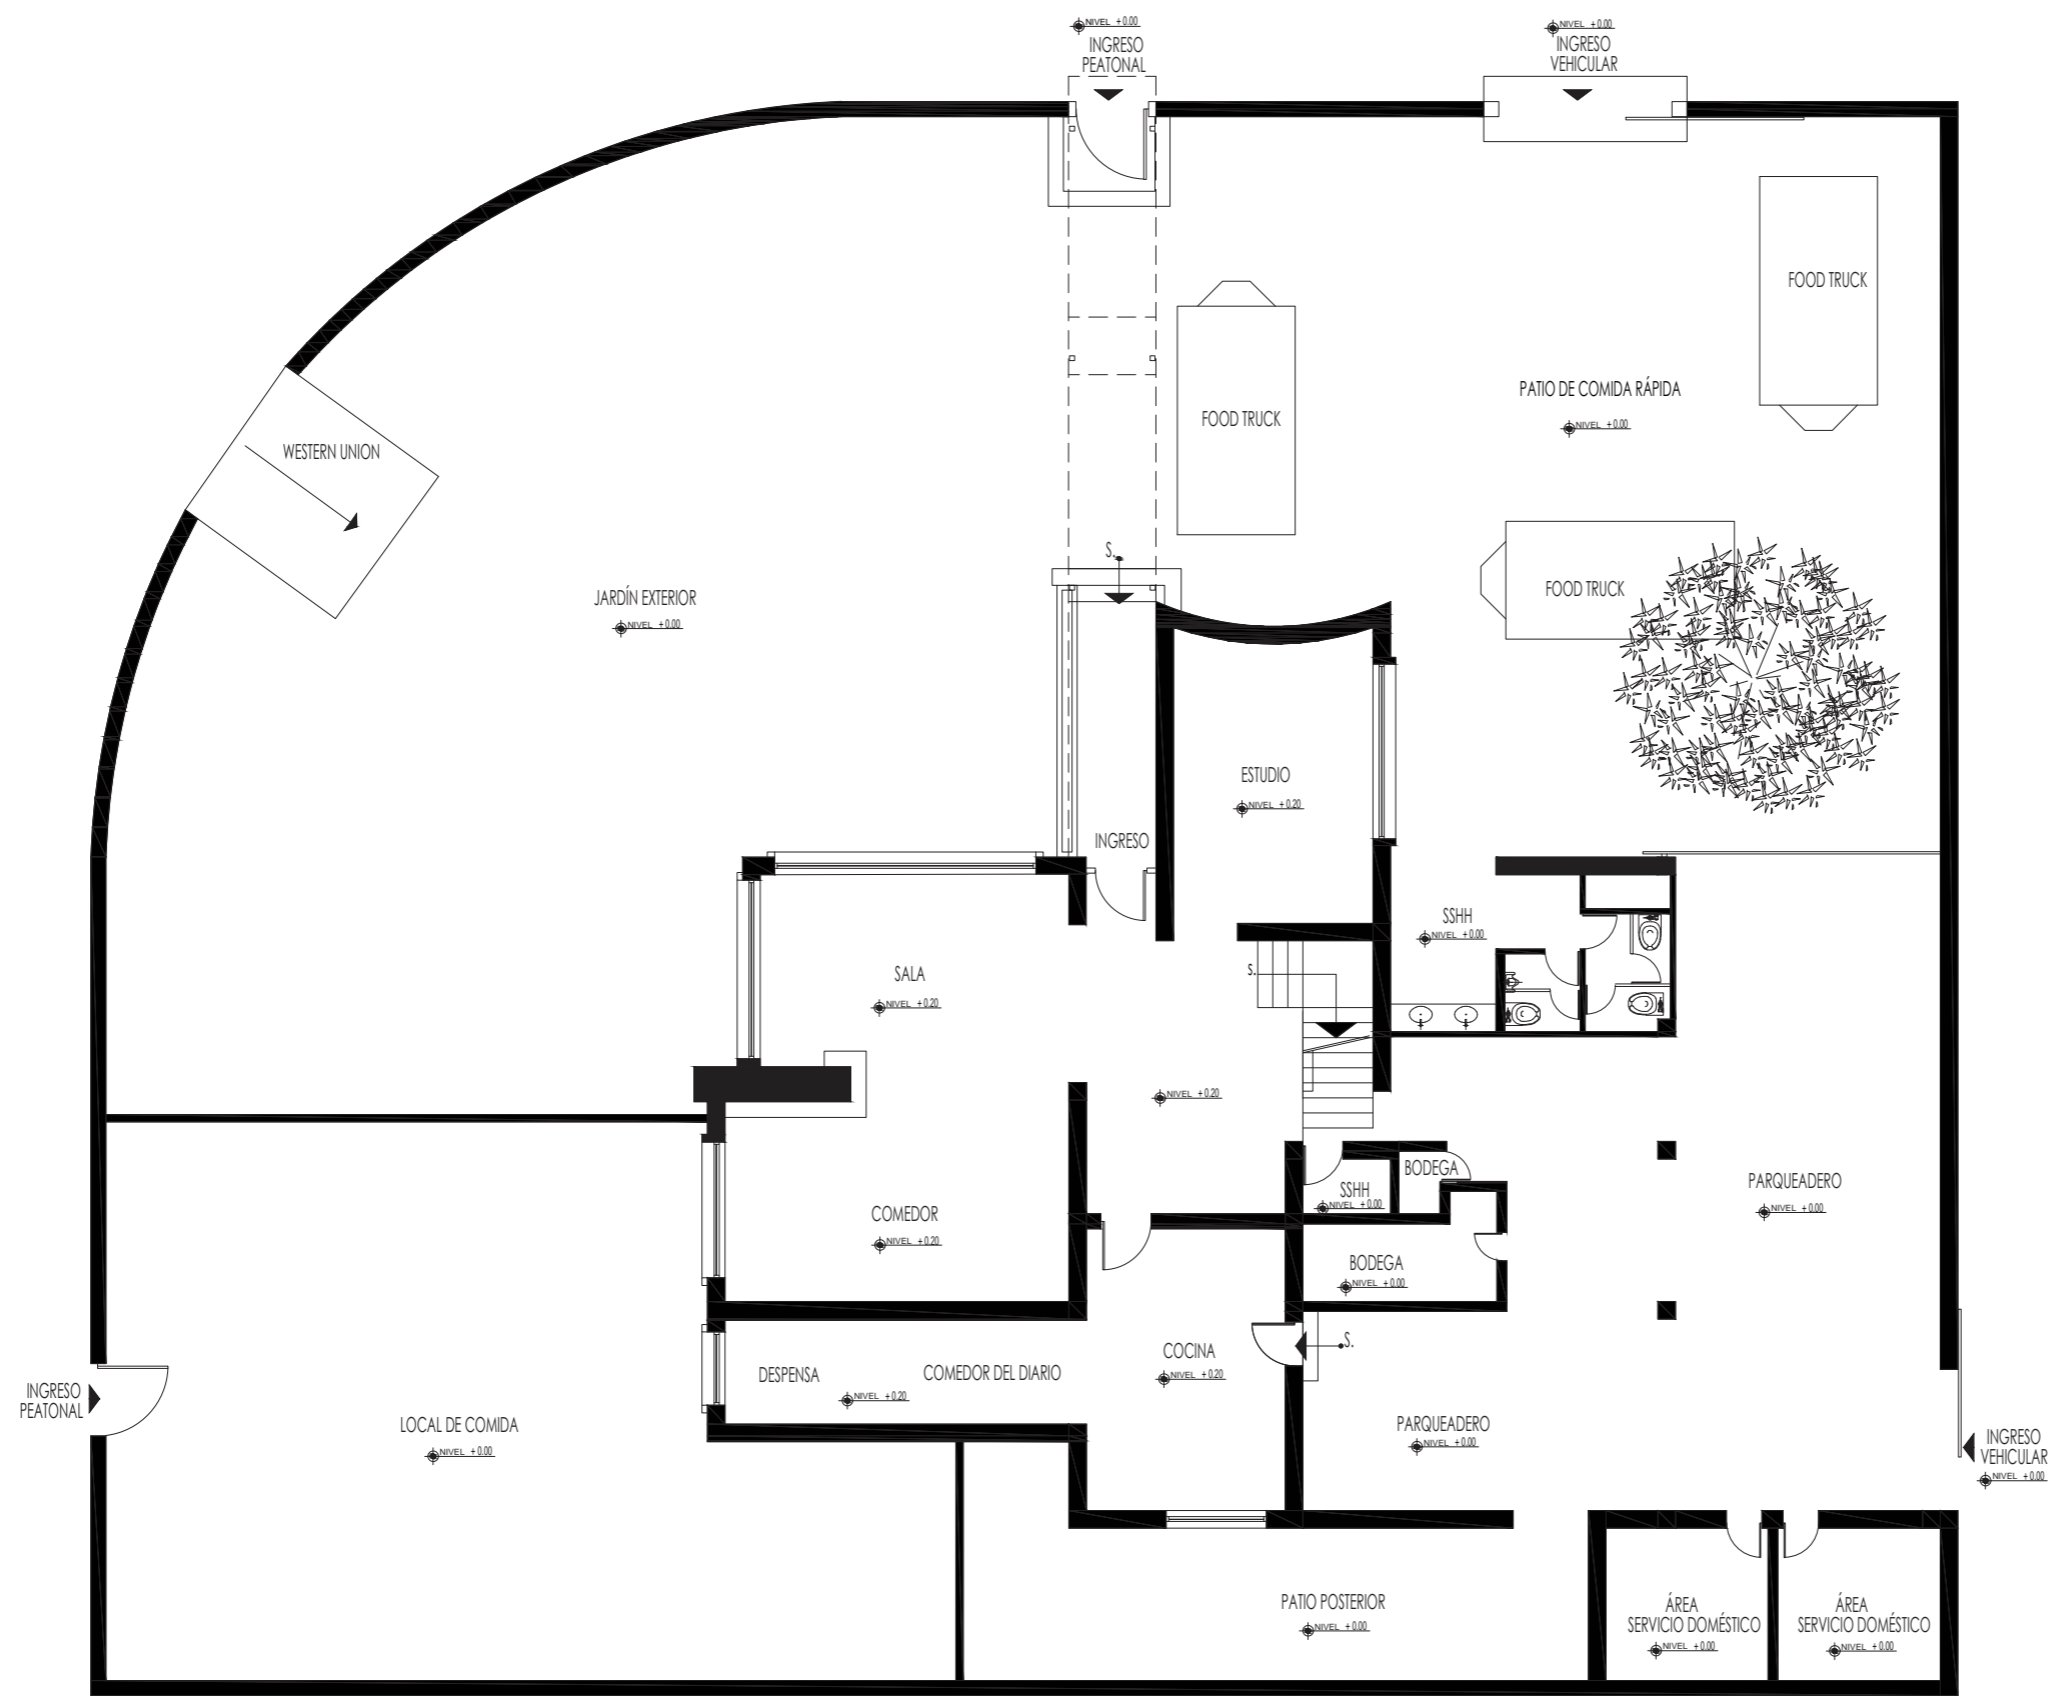 NIVEL +0.00
INGRESO
PEATONAL
NIVEL +0.00
INGRESO
VEHICULAR
FOOD TRUCK
PATIO DE COMIDA RÁPIDA
NIVEL +0.00
FOOD TRUCK
WESTERN UNION
S.
FOOD TRUCK
JARDÍN EXTERIOR
NIVEL +0.00
ESTUDIO
NIVEL +0.20
INGRESO
SSHH
NIVEL +0.00
SALA
NIVEL +0.20
s.
NIVEL +0.20
BODEGA
SSHH
NIVEL +0.00
PARQUEADERO
NIVEL +0.00
COMEDOR
NIVEL +0.20
BODEGA
NIVEL +0.00
S.
COCINA
NIVEL +0.20
DESPENSA
COMEDOR DEL DIARIO
NIVEL +0.20
INGRESO
PEATONAL
LOCAL DE COMIDA
NIVEL +0.00
PARQUEADERO
NIVEL +0.00
INGRESO
VEHICULAR
NIVEL +0.00
PATIO POSTERIOR
NIVEL +0.00
ÁREA
SERVICIO DOMÉSTICO
NIVEL +0.00
ÁREA
SERVICIO DOMÉSTICO
NIVEL +0.00